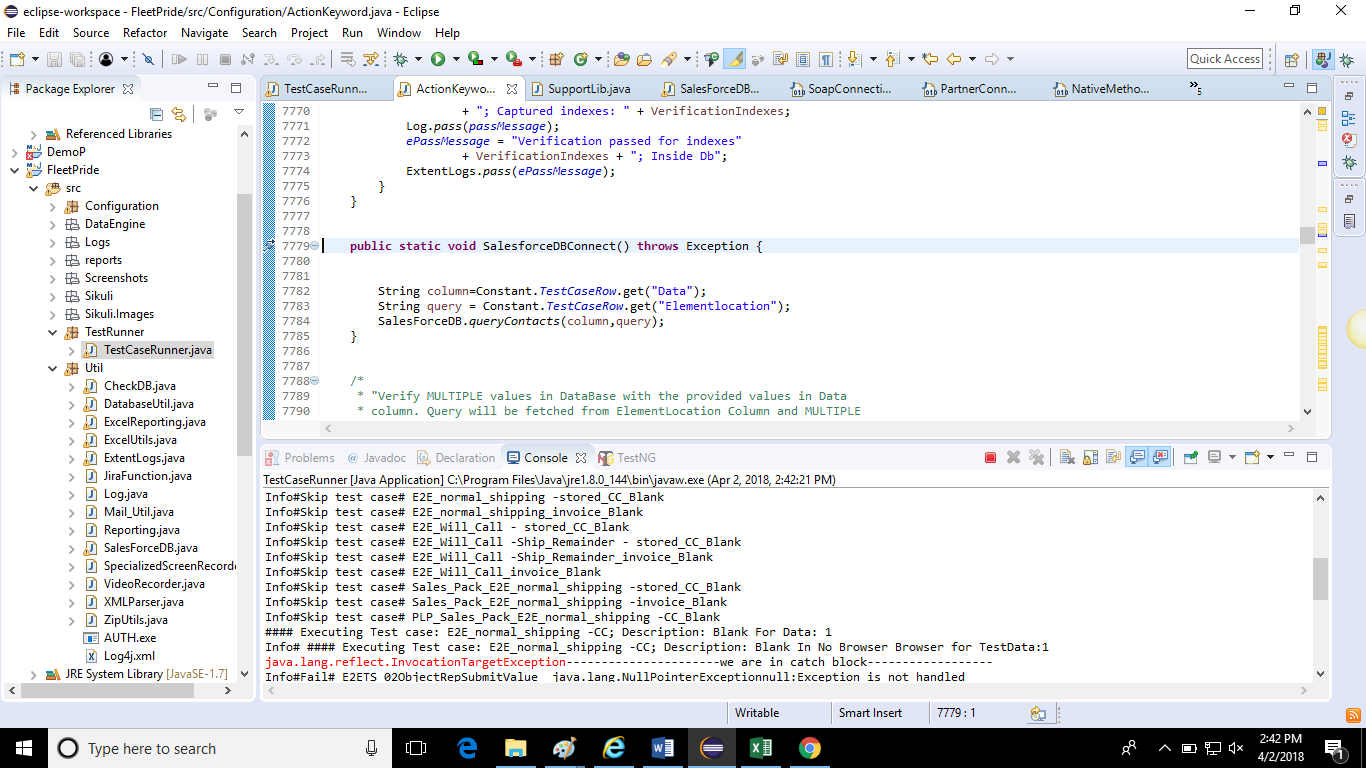 eclipse-workspace - FleetPride/src/Configuration/ActionKeyword.java - Eclipse
File Edit Source Refactor Navigate Search Project Run Window Help
Quick Access
Package Explorer
TestCaseRunn...
ActionKeywo...
SupportLib.java
SalesForceDB...
SoapConnecti...
PartnerConn...
NativeMetho...
»5
Referenced Libraries
DemoP
FleetPride
src
Configuration
DataEngine
Logs
reports
Screenshots
Sikuli
Sikuli.Images
TestRunner
TestCaseRunner.java
Util
CheckDB.java
DatabaseUtil.java
ExcelReporting.java
ExcelUtils.java
ExtentLogs.java
JiraFunction.java
Log.java
Mail_Util.java
Reporting.java
SalesForceDB.java
SpecializedScreenRecorde
VideoRecorder.java
XMLParser.java
ZipUtils.java
AUTH.exe
Log4j.xml
JRE System Library [JavaSE-1.7]
7770 + "; Captured indexes: " + VerificationIndexes;
7771 Log.pass(passMessage);
7772 ePassMessage = "Verification passed for indexes"
7773 + VerificationIndexes + "; Inside Db";
7774 ExtentLogs.pass(ePassMessage);
7775 }
7776 }
7777
7778
7779 public static void SalesforceDBConnect() throws Exception {
7780
7781
7782 String column=Constant.TestCaseRow.get("Data");
7783 String query = Constant.TestCaseRow.get("Elementlocation");
7784 SalesForceDB.queryContacts(column,query);
7785 }
7786
7787
7788 /*
7789 * "Verify MULTIPLE values in DataBase with the provided values in Data
7790 * column. Query will be fetched from ElementLocation Column and MULTIPLE
Problems @ Javadoc Declaration Console TestNG
TestCaseRunner [Java Application] C:\Program Files\Java\jre1.8.0_144\bin\javaw.exe (Apr 2, 2018, 2:42:21 PM)
Info#Skip test case# E2E_normal_shipping -stored_CC_Blank
Info#Skip test case# E2E_normal_shipping_invoice_Blank
Info#Skip test case# E2E_Will_Call - stored_CC_Blank
Info#Skip test case# E2E_Will_Call -Ship_Remainder - stored_CC_Blank
Info#Skip test case# E2E_Will_Call -Ship_Remainder_invoice_Blank
Info#Skip test case# E2E_Will_Call_invoice_Blank
Info#Skip test case# Sales_Pack_E2E_normal_shipping -stored_CC_Blank
Info#Skip test case# Sales_Pack_E2E_normal_shipping -invoice_Blank
Info#Skip test case# PLP_Sales_Pack_E2E_normal_shipping -CC_Blank
#### Executing Test case: E2E_normal_shipping -CC; Description: Blank For Data: 1
Info# #### Executing Test case: E2E_normal_shipping -CC; Description: Blank In No Browser Browser for TestData:1
java.lang.reflect.InvocationTargetException----------------------we are in catch block------------------
Info#Fail# E2ETS_02ObjectRepSubmitValue java.lang.NullPointerExceptionnull:Exception is not handled
Writable Smart Insert 7779 : 1
Type here to search
2:42 PM
4/2/2018
1